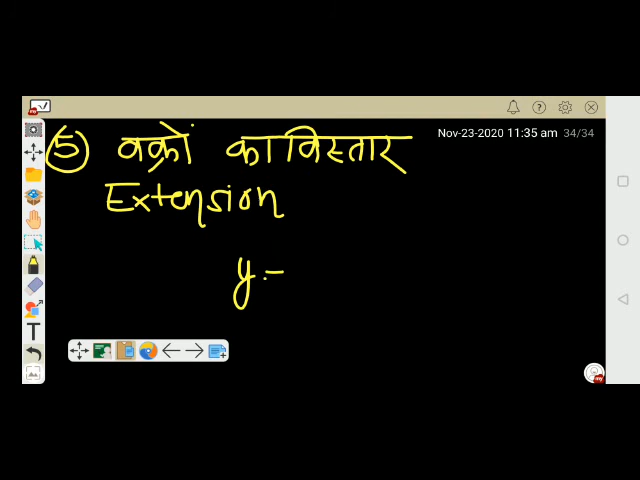 Nov-23-2020 11:35 am 34/34
⑤ वक्रों का विस्तार
Extension
y =
T